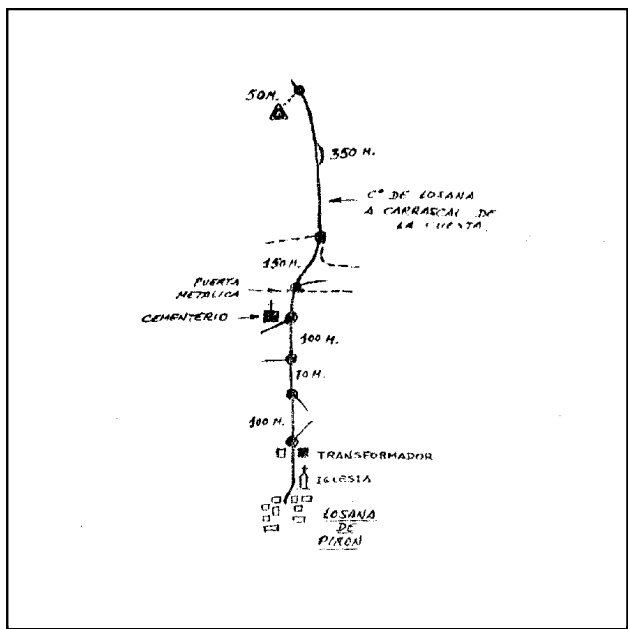 50 M.
350 M.
Cº DE LOSANA
A CARRASCAL DE
LA CUESTA.
150 M.
PUERTA
METALICA
CEMENTERIO
100 M.
70 M.
100 M.
TRANSFORMADOR
IGLESIA
LOSANA
DE
PIRON